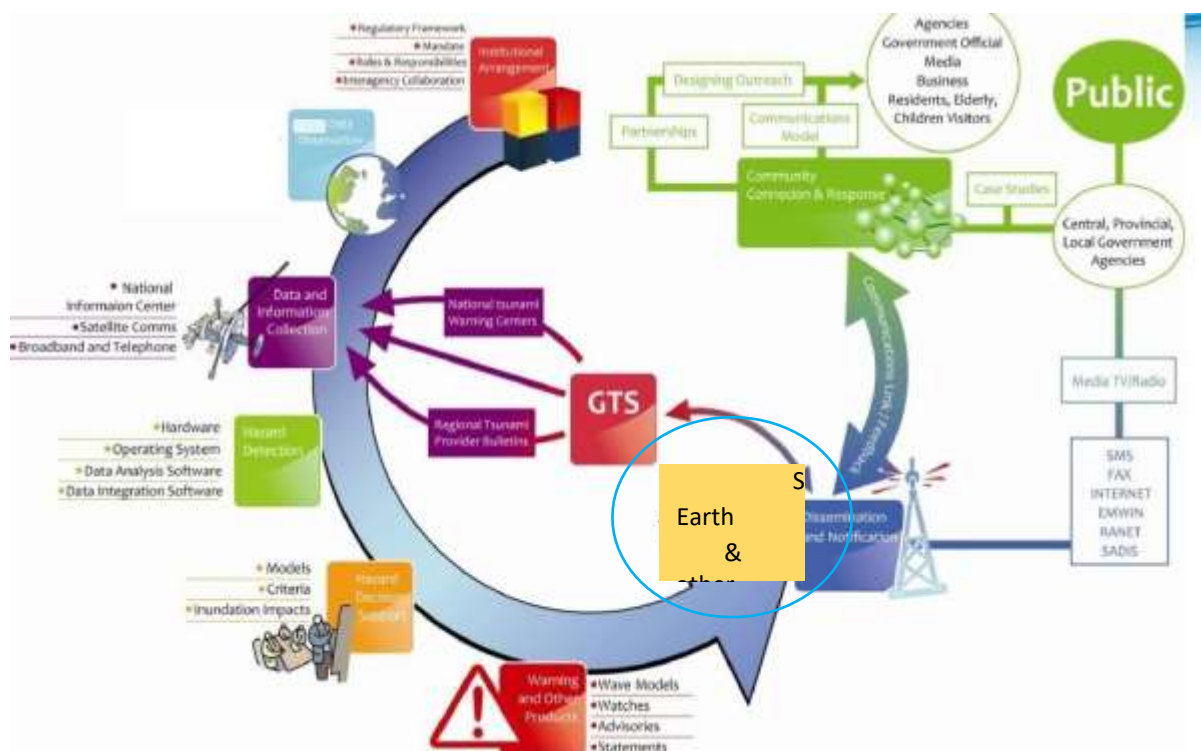 Regulatory Framework
Mandate
Roles & Responsibilities
Interagency Collaboration
Institutional
Arrangement
Data
Observation
National
Informaion Center
Satellite Comms
Broadband and Telephone
Data and
Information
Collection
National Tsunami
Warning Centers
Regional Tsunami
Provider Bulletins
GTS
Hardware
Operating System
Data Analysis Software
Data Integration Software
Hazard
Detection
Models
Criteria
Inundation Impacts
Hazard
Decision
Support
Warning
and Other
Products
Wave Models
Watches
Advisories
Statements
S
Earth
&
other
Dissemination
and Notification
Communications Link / Feedback
Designing Outreach
Partnerships
Communications
Model
Agencies
Government Official
Media
Business
Residents, Elderly,
Children Visitors
Community
Connecion & Response
Case Studies
Public
Central, Provincial,
Local Government
Agencies
Media TV/Radio
SMS
FAX
INTERNET
EMWIN
RANET
SADIS